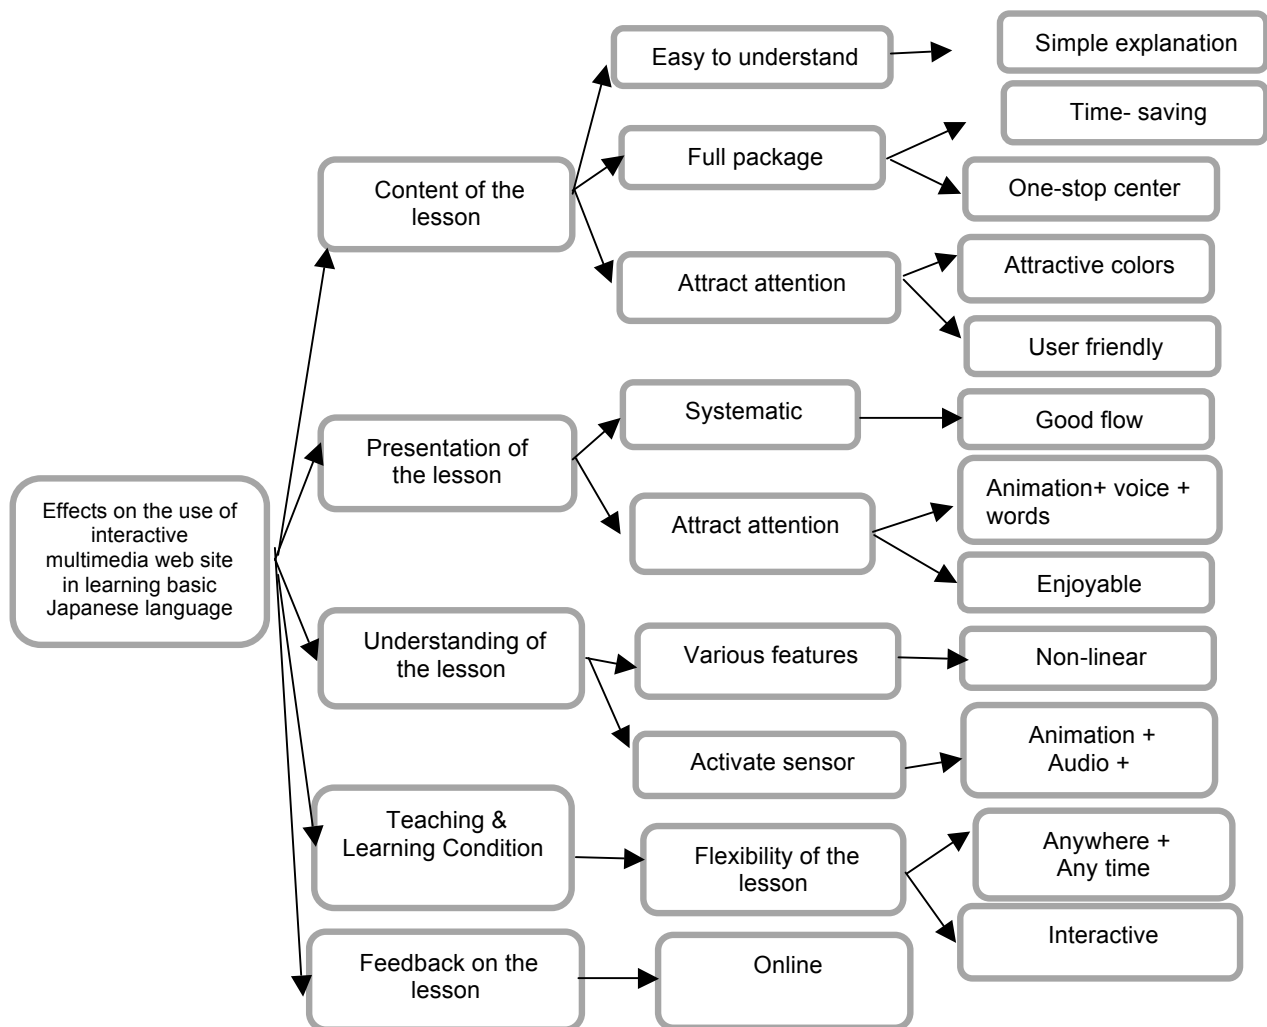 Effects on the use of
interactive
multimedia web site
in learning basic
Japanese language
Content of the
lesson
Easy to understand
Simple explanation
Full package
Time- saving
One-stop center
Attract attention
Attractive colors
User friendly
Presentation of
the lesson
Systematic
Good flow
Attract attention
Animation+ voice +
words
Enjoyable
Understanding of
the lesson
Various features
Non-linear
Activate sensor
Animation +
Audio +
Teaching &
Learning Condition
Flexibility of the
lesson
Anywhere +
Any time
Interactive
Feedback on the
lesson
Online